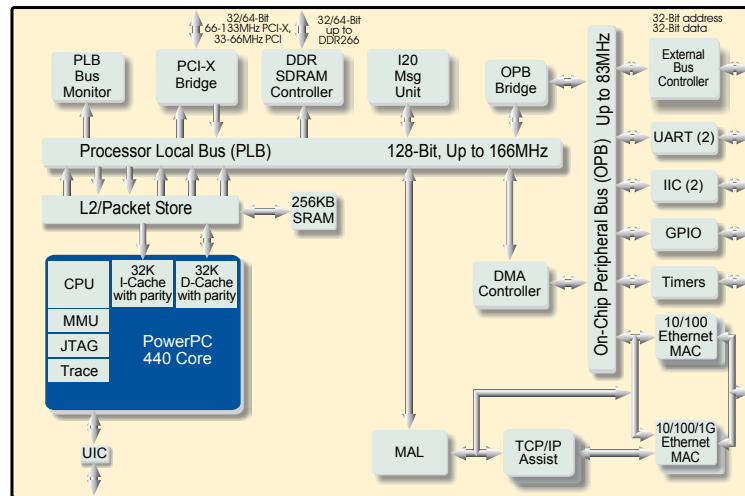 32/64-Bit
66-133MHz PCI-X,
33-66MHz PCI
32/64-Bit
up to
DDR266
32-Bit address
32-Bit data
PLB
Bus
Monitor
PCI-X
Bridge
DDR
SDRAM
Controller
I20
Msg
Unit
OPB
Bridge
On-Chip Peripheral Bus (OPB) Up to 83MHz
External
Bus
Controller
Processor Local Bus (PLB) 128-Bit, Up to 166MHz
UART (2)
L2/Packet Store
256KB
SRAM
IIC (2)
GPIO
CPU
32K
I-Cache
with parity
32K
D-Cache
with parity
DMA
Controller
Timers
MMU
JTAG
Trace
PowerPC
440 Core
10/100
Ethernet
MAC
UIC
MAL
TCP/IP
Assist
10/100/1G
Ethernet
MAC